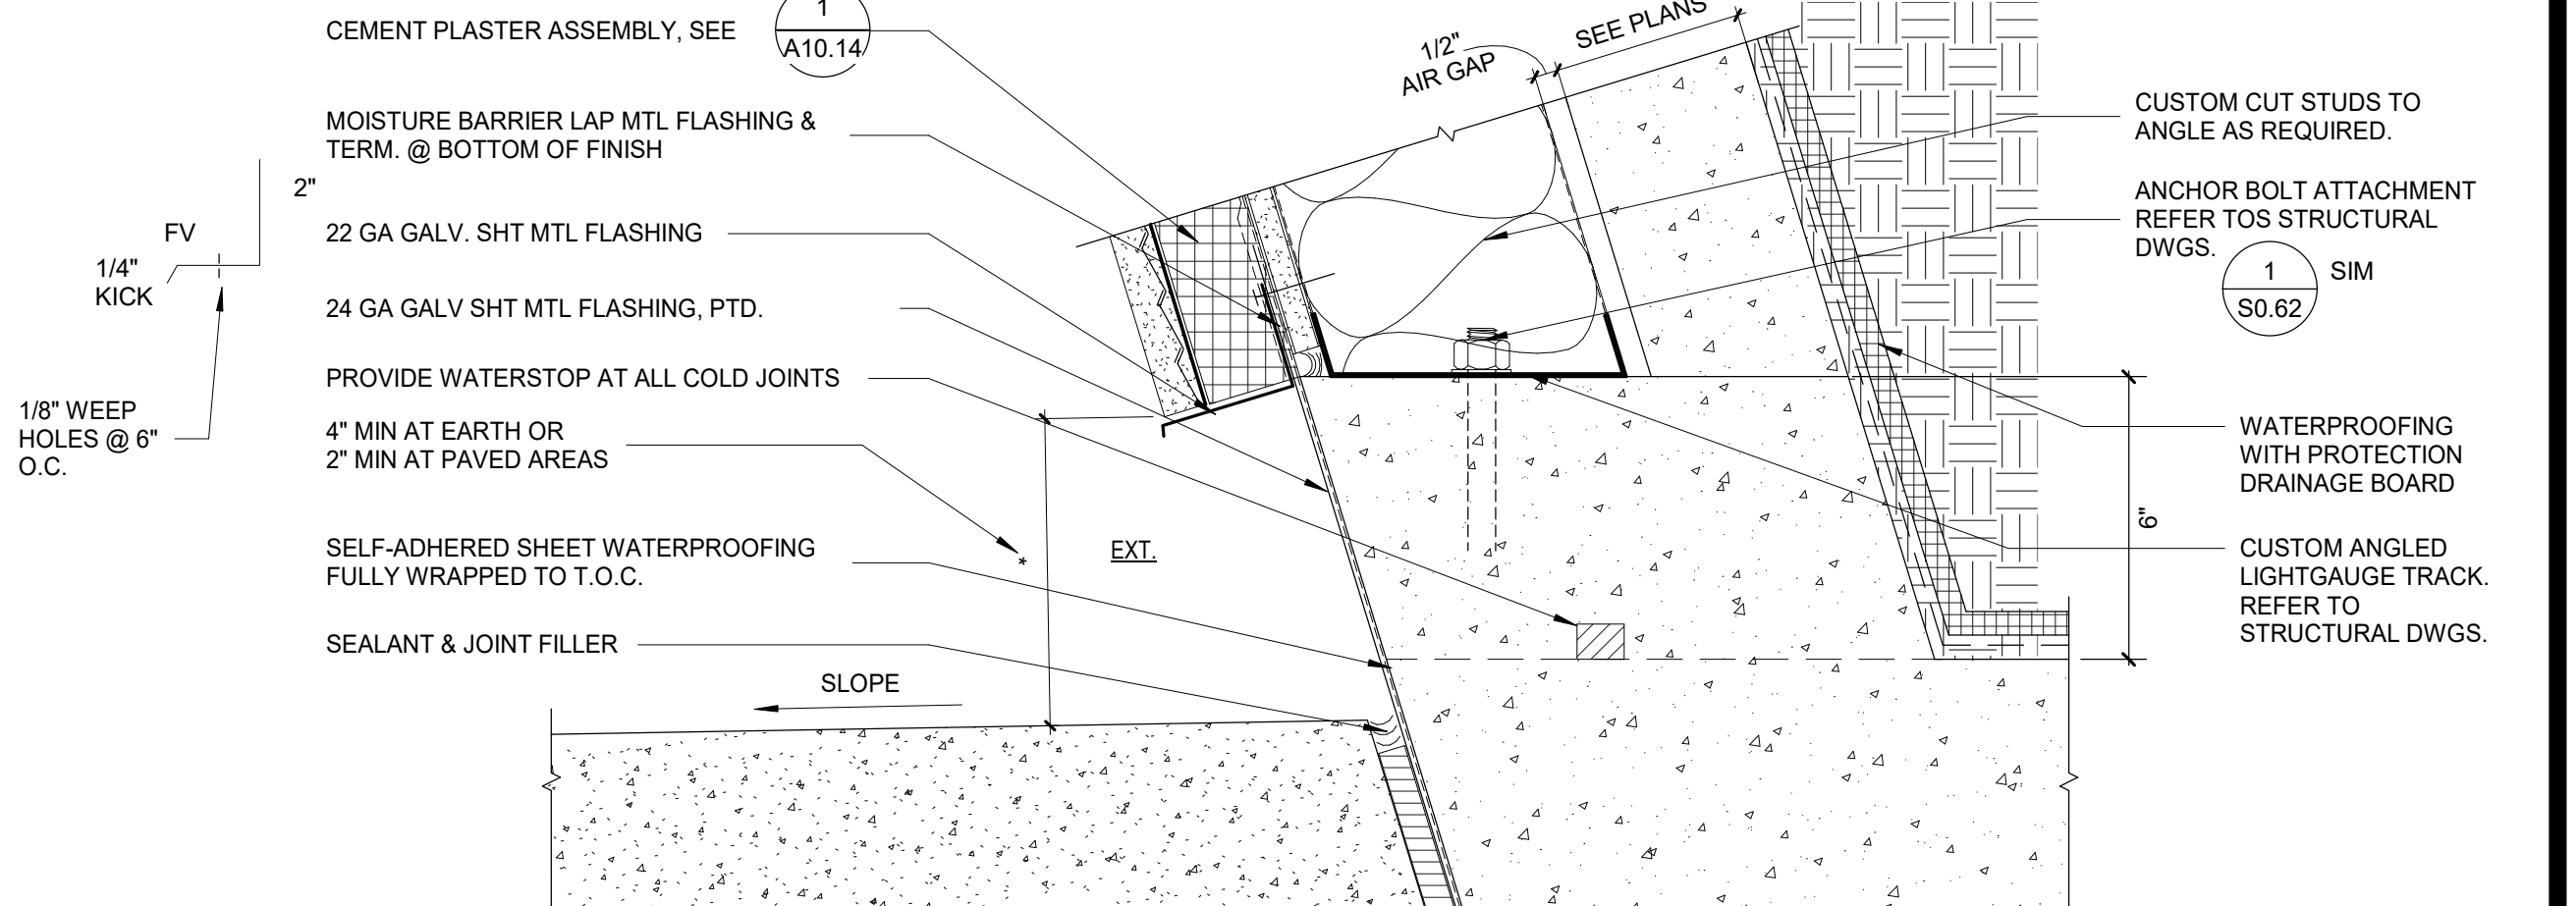 1
CEMENT PLASTER ASSEMBLY, SEE
A10.14
MOISTURE BARRIER LAP MTL FLASHING &
TERM. @ BOTTOM OF FINISH
2"
FV
1/4"
KICK
22 GA GALV. SHT MTL FLASHING
24 GA GALV SHT MTL FLASHING, PTD.
PROVIDE WATERSTOP AT ALL COLD JOINTS
1/8" WEEP
HOLES @ 6"
O.C.
4" MIN AT EARTH OR
2" MIN AT PAVED AREAS
SELF-ADHERED SHEET WATERPROOFING
FULLY WRAPPED TO T.O.C.
*
EXT.
SEALANT & JOINT FILLER
SLOPE
1/2"
AIR GAP
SEE PLANS
CUSTOM CUT STUDS TO
ANGLE AS REQUIRED.
ANCHOR BOLT ATTACHMENT
REFER TOS STRUCTURAL
DWGS.
1
SIM
S0.62
WATERPROOFING
WITH PROTECTION
DRAINAGE BOARD
6"
CUSTOM ANGLED
LIGHTGAUGE TRACK.
REFER TO
STRUCTURAL DWGS.